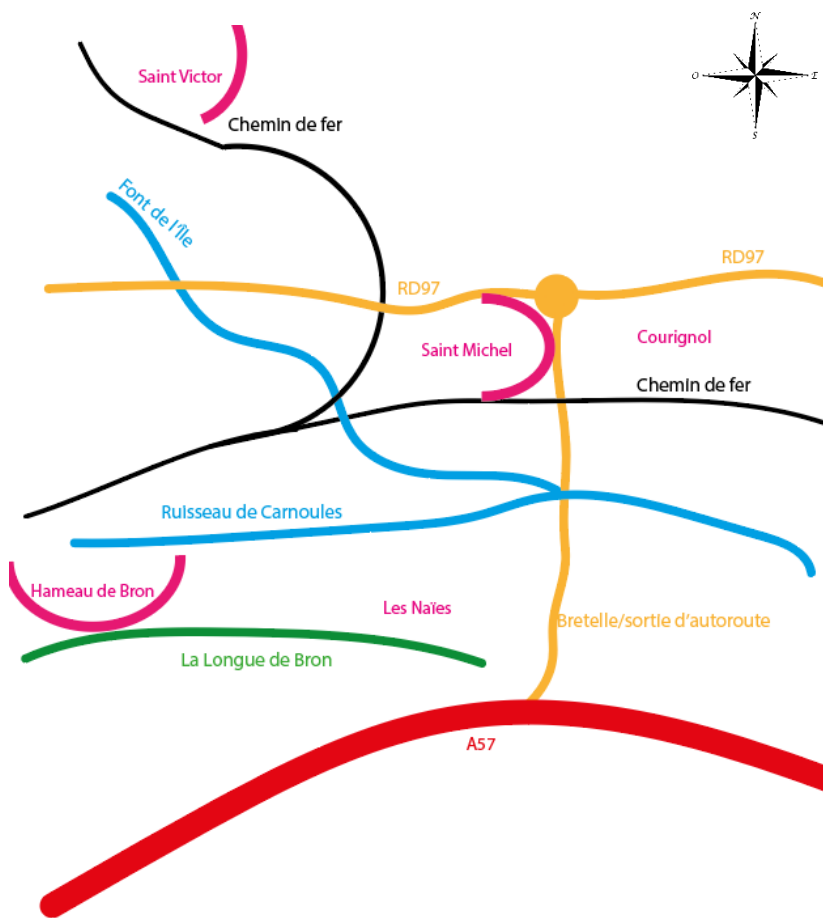 N
Saint Victor
O
E
Chemin de fer
S
Font de l'Île
RD97
RD97
Saint Michel
Courignol
Chemin de fer
Ruisseau de Carnoules
Hameau de Bron
Les Naïes
Bretelle/sortie d'autoroute
La Longue de Bron
A57